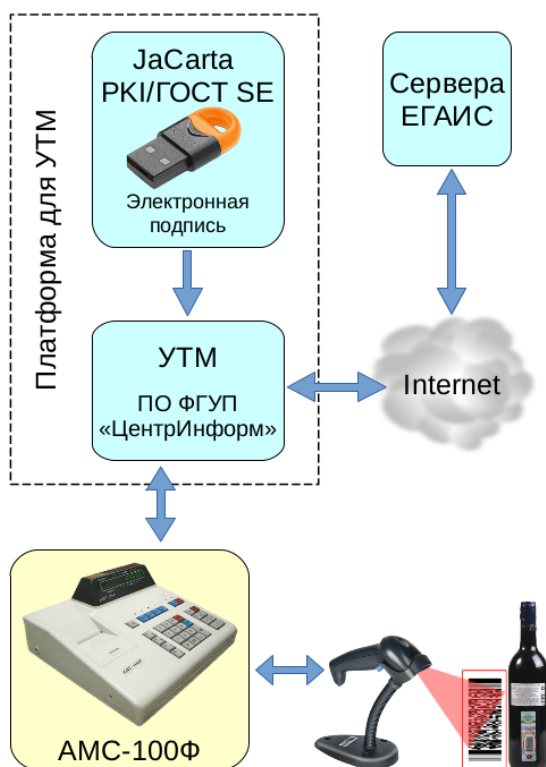 Платформа для УТМ
JaCarta
PKI/ГОСТ SE
Электронная
подпись
Сервера
ЕГАИС
УТМ
ПО ФГУП
«ЦентрИнформ»
Internet
АМС-100Ф